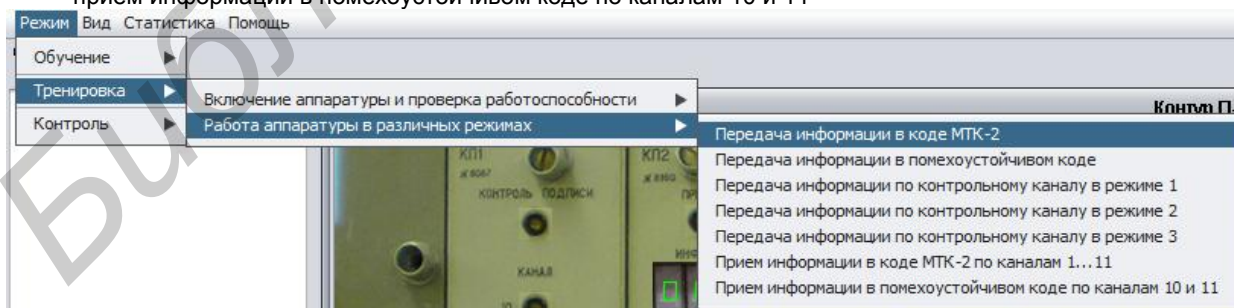 прием информации в помехоустойчивом коде по каналам 10 и 11
Режим Вид Статистика Помощь
Обучение
Тренировка
Контроль
Включение аппаратуры и проверка работоспособности
Работа аппаратуры в различных режимах
Контур П
Передача информации в коде МТК-2
Передача информации в помехоустойчивом коде
Передача информации по контрольному каналу в режиме 1
Передача информации по контрольному каналу в режиме 2
Передача информации по контрольному каналу в режиме 3
Прием информации в коде МТК-2 по каналам 1...11
Прием информации в помехоустойчивом коде по каналам 10 и 11
КП1
КП2
КОНТРОЛЬ ПОДПИСИ
КАНАЛ
Библ